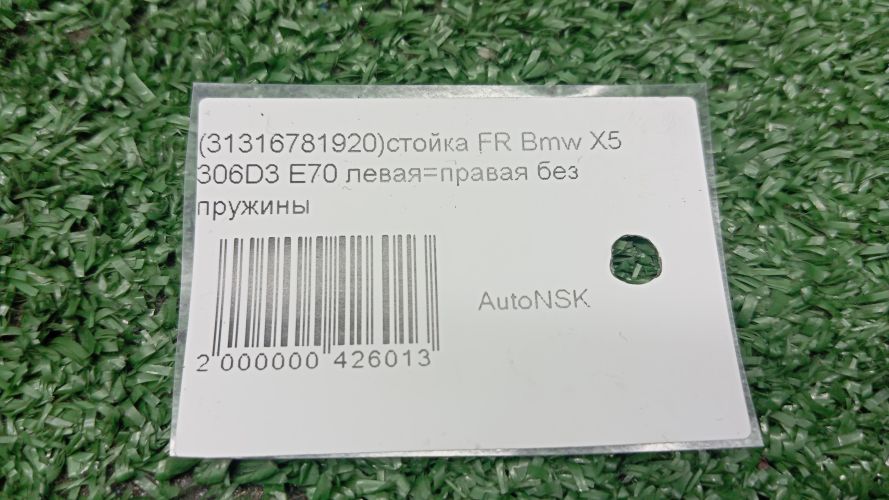 (31316781920)стойка FR Bmw X5
306D3 E70 левая=правая без
пружины
AutoNSK
2 000000 426013